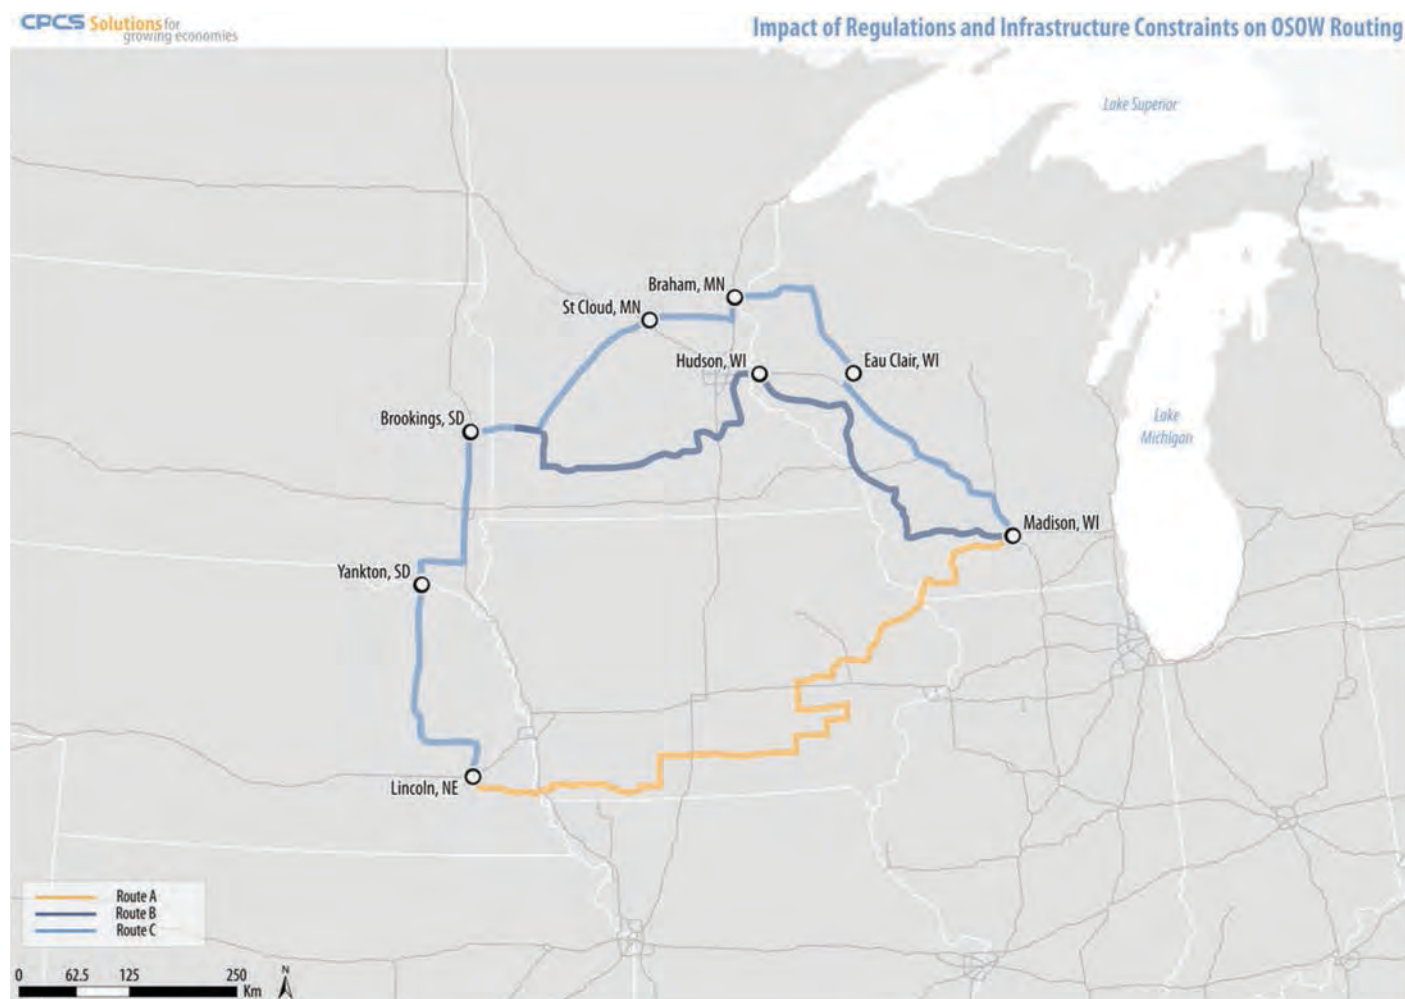 CPCS Solutions for
growing economies
Impact of Regulations and Infrastructure Constraints on OSOW Routing
Lake Superior
Braham, MN
St Cloud, MN
Hudson, WI
Eau Clair, WI
Brookings, SD
Lake
Michigan
Madison, WI
Yankton, SD
Lincoln, NE
Route A
Route B
Route C
0 62.5 125 250
Km
N